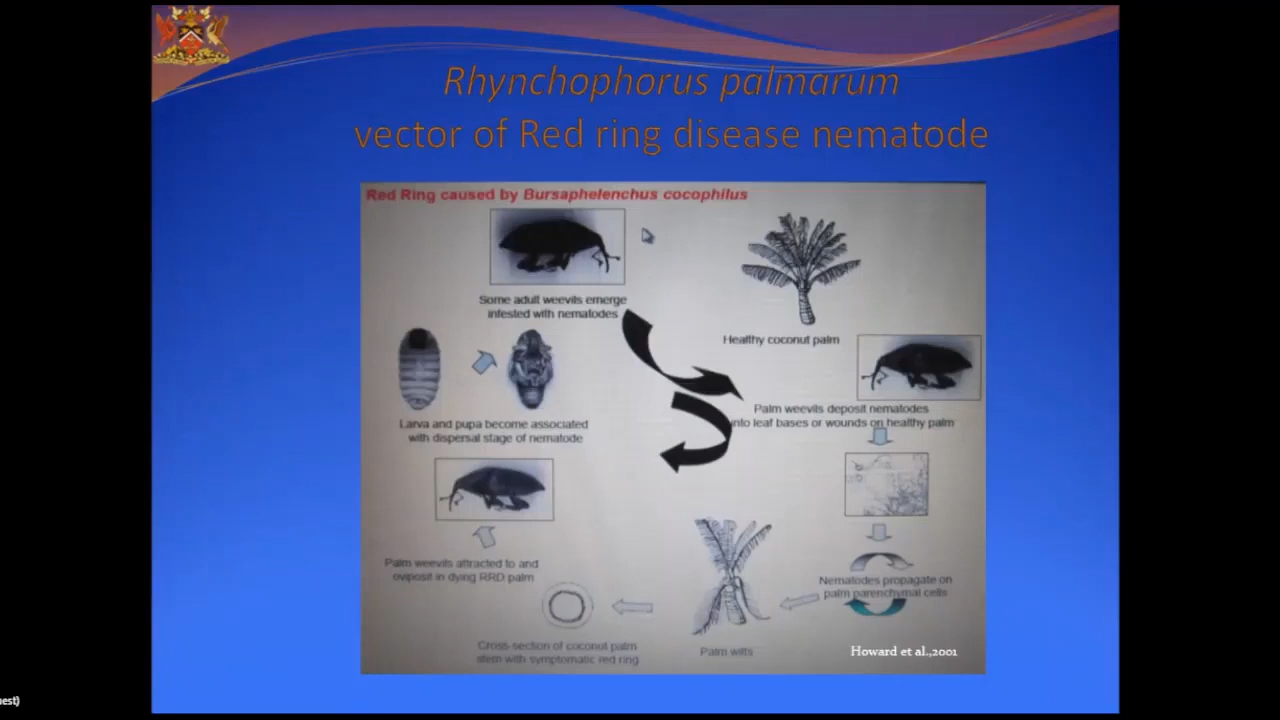 Rhynchophorus palmarum
vector of Red ring disease nematode
Red Ring caused by Bursaphelenchus cocophilus
Some adult weevils emerge
infested with nematodes
Healthy coconut palm
Larva and pupa become associated
with dispersal stage of nematode
Palm weevils deposit nematodes
into leaf bases or wounds on healthy palm
Palm weevils attracted to and
oviposit in dying RRD palm
Nematodes propagate on
palm parenchymal cells
Cross-section of coconut palm
stem with symptomatic red ring
Palm wilts
Howard et al.,2001